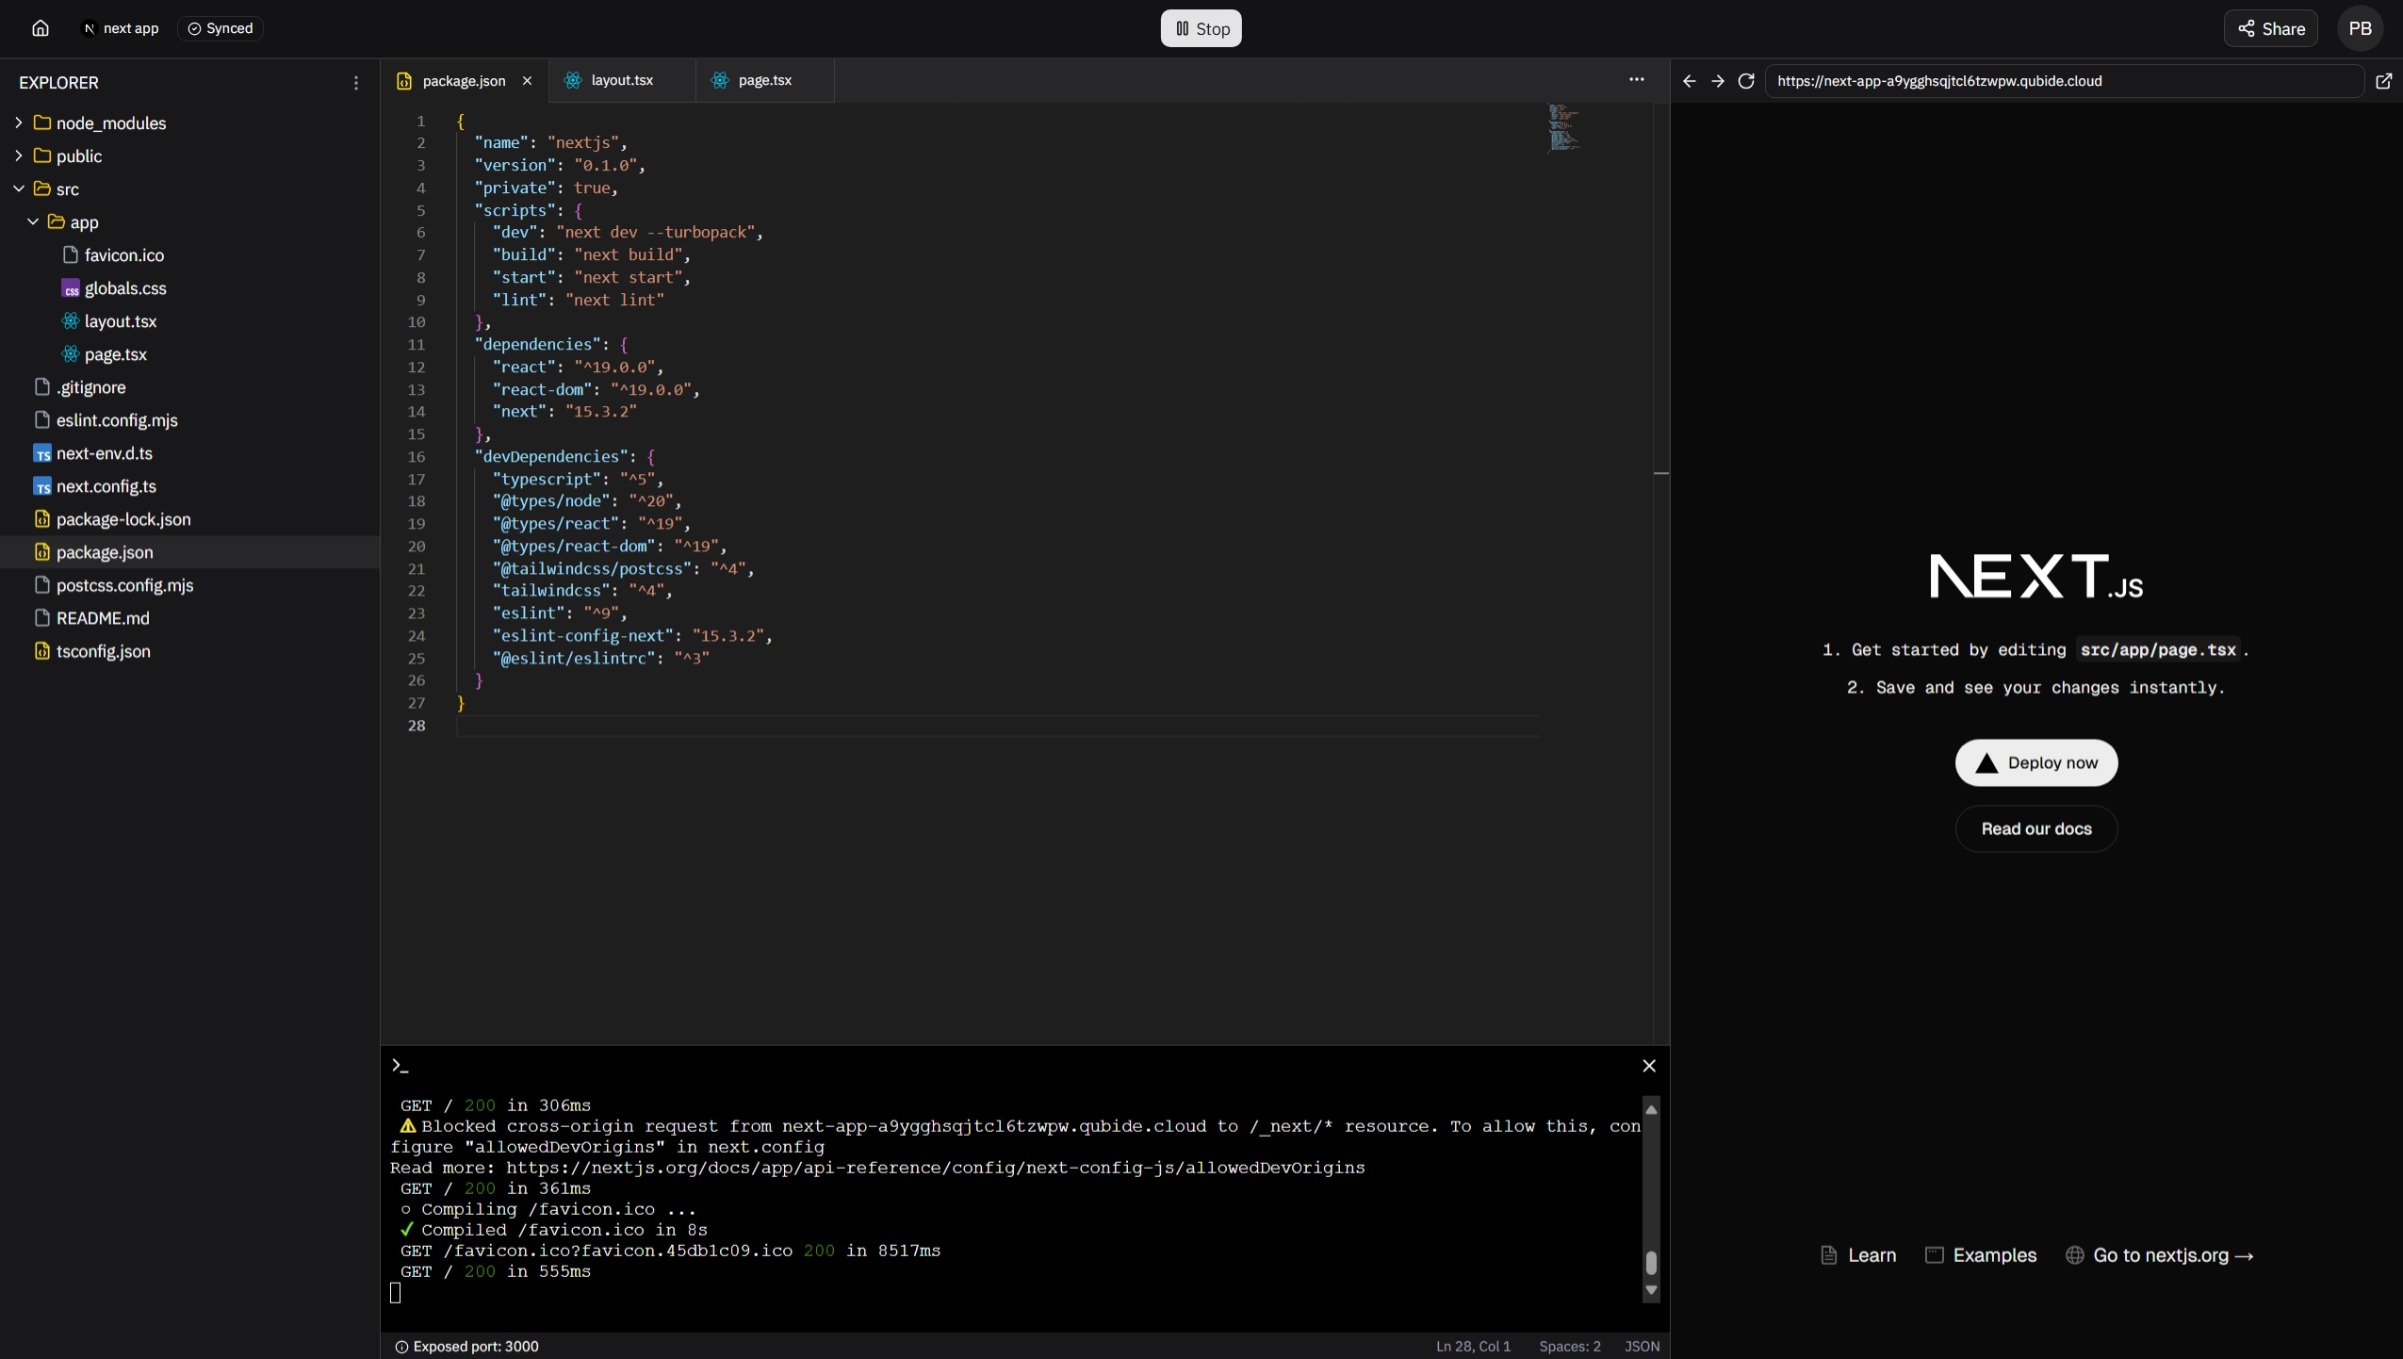 next app
Synced
Stop
Share
PB
EXPLORER
node_modules
public
src
app
favicon.ico
globals.css
layout.tsx
page.tsx
.gitignore
eslint.config.mjs
next-env.d.ts
next.config.ts
package-lock.json
package.json
postcss.config.mjs
README.md
tsconfig.json
package.json
layout.tsx
page.tsx
1 {
2 "name": "nextjs",
3 "version": "0.1.0",
4 "private": true,
5 "scripts": {
6 "dev": "next dev --turbopack",
7 "build": "next build",
8 "start": "next start",
9 "lint": "next lint"
10 },
11 "dependencies": {
12 "react": "^19.0.0",
13 "react-dom": "^19.0.0",
14 "next": "15.3.2"
15 },
16 "devDependencies": {
17 "typescript": "^5",
18 "@types/node": "^20",
19 "@types/react": "^19",
20 "@types/react-dom": "^19",
21 "@tailwindcss/postcss": "^4",
22 "tailwindcss": "^4",
23 "eslint": "^9",
24 "eslint-config-next": "15.3.2",
25 "@eslint/eslintrc": "^3"
26 }
27 }
28
GET / 200 in 306ms
⚠ Blocked cross-origin request from next-app-a9ygghsqjtcl6tzwpw.qubide.cloud to /_next/* resource. To allow this, con
figure "allowedDevOrigins" in next.config
Read more: https://nextjs.org/docs/app/api-reference/config/next-config-js/allowedDevOrigins
GET / 200 in 361ms
○ Compiling /favicon.ico ...
✓ Compiled /favicon.ico in 8s
GET /favicon.ico?favicon.45db1c09.ico 200 in 8517ms
GET / 200 in 555ms
Exposed port: 3000
Ln 28, Col 1
Spaces: 2
JSON
https://next-app-a9ygghsqjtcl6tzwpw.qubide.cloud
NEXT.JS
1. Get started by editing src/app/page.tsx.
2. Save and see your changes instantly.
Deploy now
Read our docs
Learn
Examples
Go to nextjs.org →